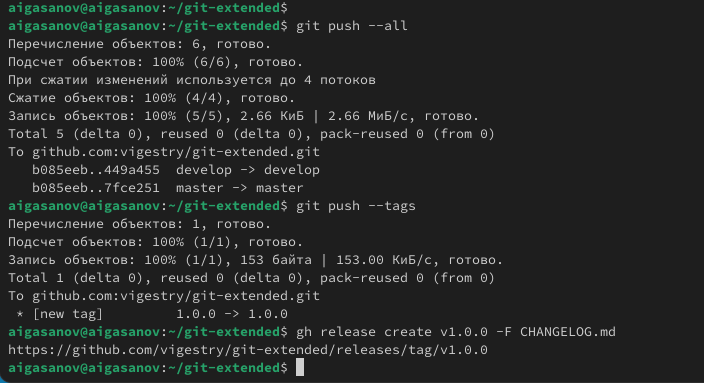 aigasanov@aigasanov:~/git-extended$
aigasanov@aigasanov:~/git-extended$ git push --all
Перечисление объектов: 6, готово.
Подсчет объектов: 100% (6/6), готово.
При сжатии изменений используется до 4 потоков
Сжатие объектов: 100% (4/4), готово.
Запись объектов: 100% (5/5), 2.66 КиБ | 2.66 МиБ/с, готово.
Total 5 (delta 0), reused 0 (delta 0), pack-reused 0 (from 0)
To github.com:vigestry/git-extended.git
   b085eeb..449a455  develop -> develop
   b085eeb..7fce251  master -> master
aigasanov@aigasanov:~/git-extended$ git push --tags
Перечисление объектов: 1, готово.
Подсчет объектов: 100% (1/1), готово.
Запись объектов: 100% (1/1), 153 байта | 153.00 КиБ/с, готово.
Total 1 (delta 0), reused 0 (delta 0), pack-reused 0 (from 0)
To github.com:vigestry/git-extended.git
 * [new tag]         1.0.0 -> 1.0.0
aigasanov@aigasanov:~/git-extended$ gh release create v1.0.0 -F CHANGELOG.md
https://github.com/vigestry/git-extended/releases/tag/v1.0.0
aigasanov@aigasanov:~/git-extended$